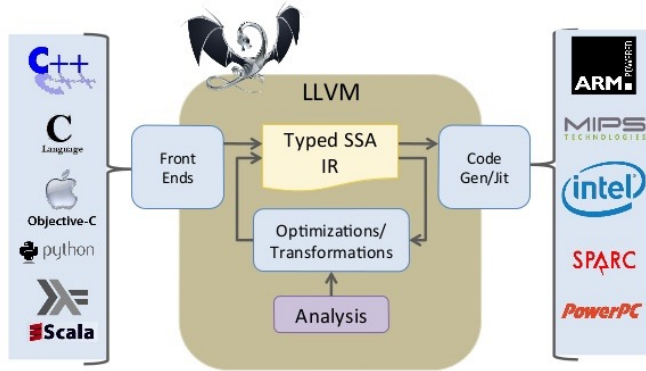 C++
C
Language
Objective-C
python
Scala
LLVM
Front
Ends
Typed SSA
IR
Optimizations/
Transformations
Analysis
Code
Gen/Jit
ARM POWERED
MIPS
TECHNOLOGIES
intel
SPARC
PowerPC